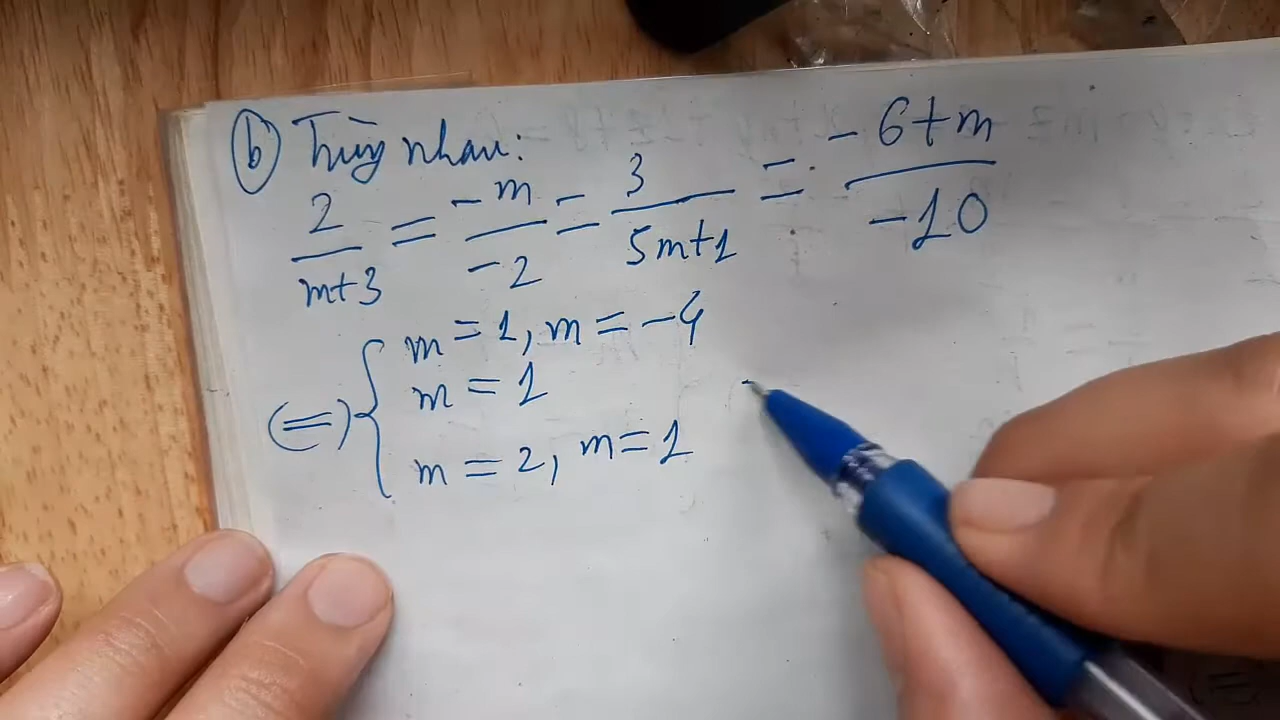 b Trùng nhau:
2/(m+3) = -m/-2 = 3/(5m+1) = (-6+m)/-10
(=) { m = 1, m = -4
m = 1
m = 2, m = 1